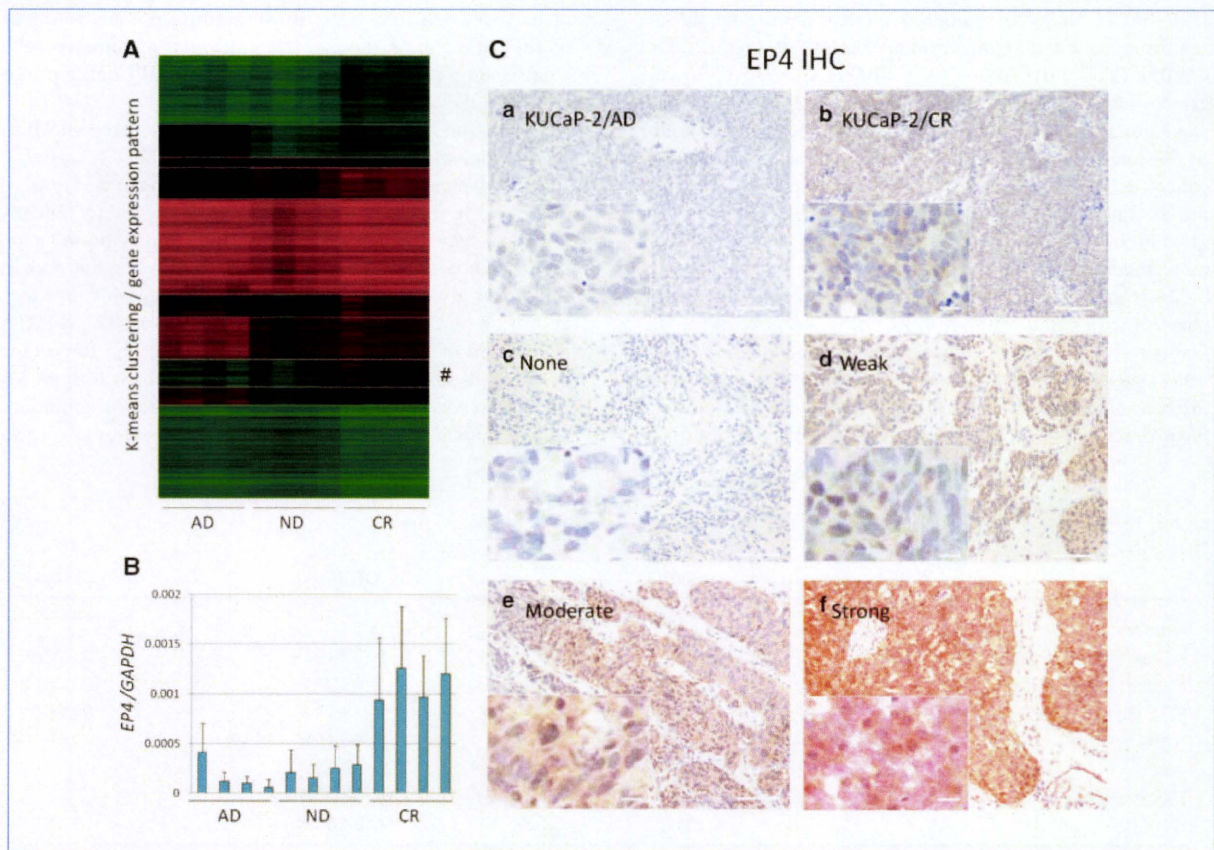 A
K-means clustering / gene expression pattern
#
AD
ND
CR
B
EP4/GAPDH
0.002
0.0015
0.001
0.0005
0
AD
ND
CR
C
EP4 IHC
a
KUCaP-2/AD
b
KUCaP-2/CR
c
None
d
Weak
e
Moderate
f
Strong